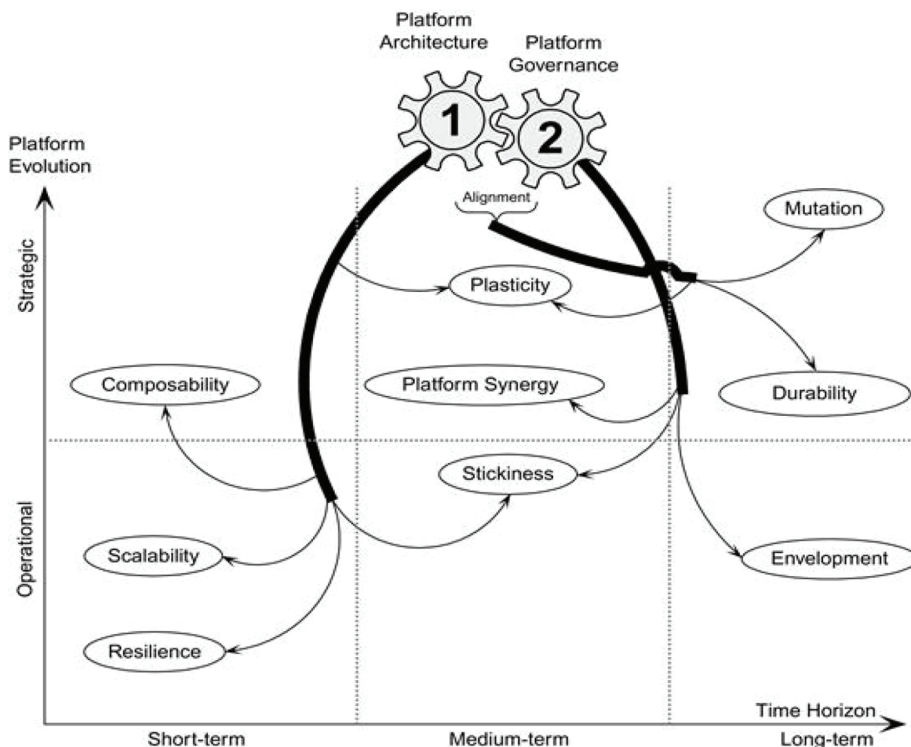 Platform
Architecture
Platform
Governance
1
2
Platform
Evolution
Alignment
Mutation
Strategic
Plasticity
Composability
Platform Synergy
Durability
Stickiness
Operational
Scalability
Envelopment
Resilience
Time Horizon
Short-term
Medium-term
Long-term